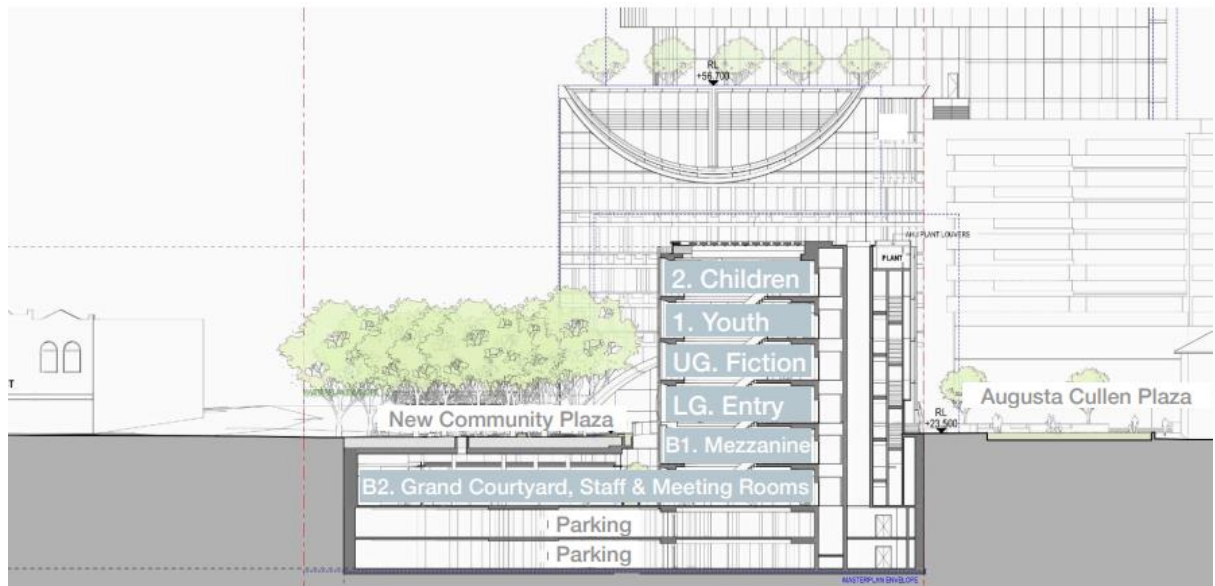 RL
+56,700
AHU PLANT LOUVERS
PLANT
2. Children
1. Youth
UG. Fiction
LG. Entry
New Community Plaza
Augusta Cullen Plaza
RL
+23,500
B1. Mezzanine
B2. Grand Courtyard, Staff & Meeting Rooms
Parking
Parking
MASTERPLAN ENVELOPE
T